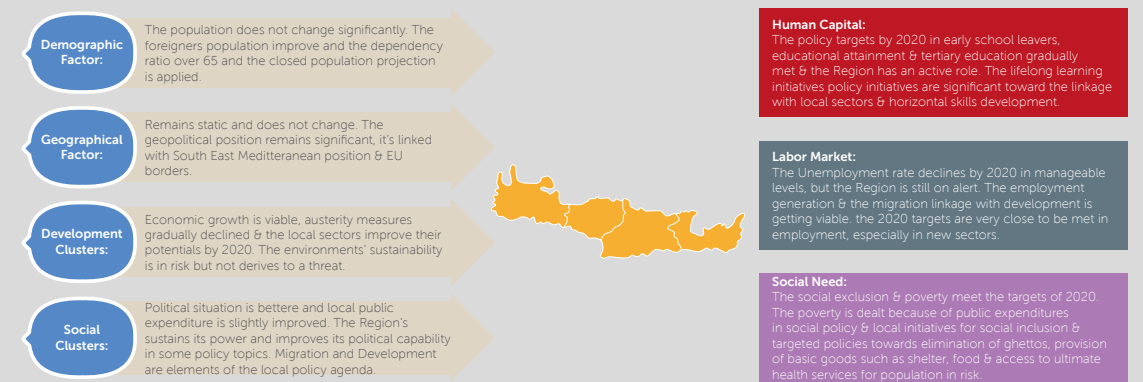 Demographic
Factor:
The population does not change significantly. The
foreigners population improve and the dependency
ratio over 65 and the closed population projection
is applied.
Geographical
Factor:
Remains static and does not change. The
geopolitical position remains significant, it's linked
with South East Meditteranean position & EU
borders.
Development
Clusters:
Economic growth is viable, austerity measures
gradually declined & the local sectors improve their
potentials by 2020. The environments' sustainability
is in risk but not derives to a threat.
Social
Clusters:
Political situation is bettere and local public
expenditure is slightly improved. The Region's
sustains its power and improves its political capability
in some policy topics. Migration and Development
are elements of the local policy agenda.
Human Capital:
The policy targets by 2020 in early school leavers,
educational attainment & tertiary education gradually
met & the Region has an active role. The lifelong learning
initiatives policy initiatives are significant toward the linkage
with local sectors & horizontal skills development.
Labor Market:
The Unemployment rate declines by 2020 in manageable
levels, but the Region is still on alert. The employment
generation & the migration linkage with development is
getting viable. the 2020 targets are very close to be met in
employment, especially in new sectors.
Social Need:
The social exclusion & poverty meet the targets of 2020.
The poverty is dealt because of public expenditures
in social policy & local initiatives for social inclusion &
targeted policies towards elimination of ghettos, provision
of basic goods such as shelter, food & access to ultimate
health services for population in risk.